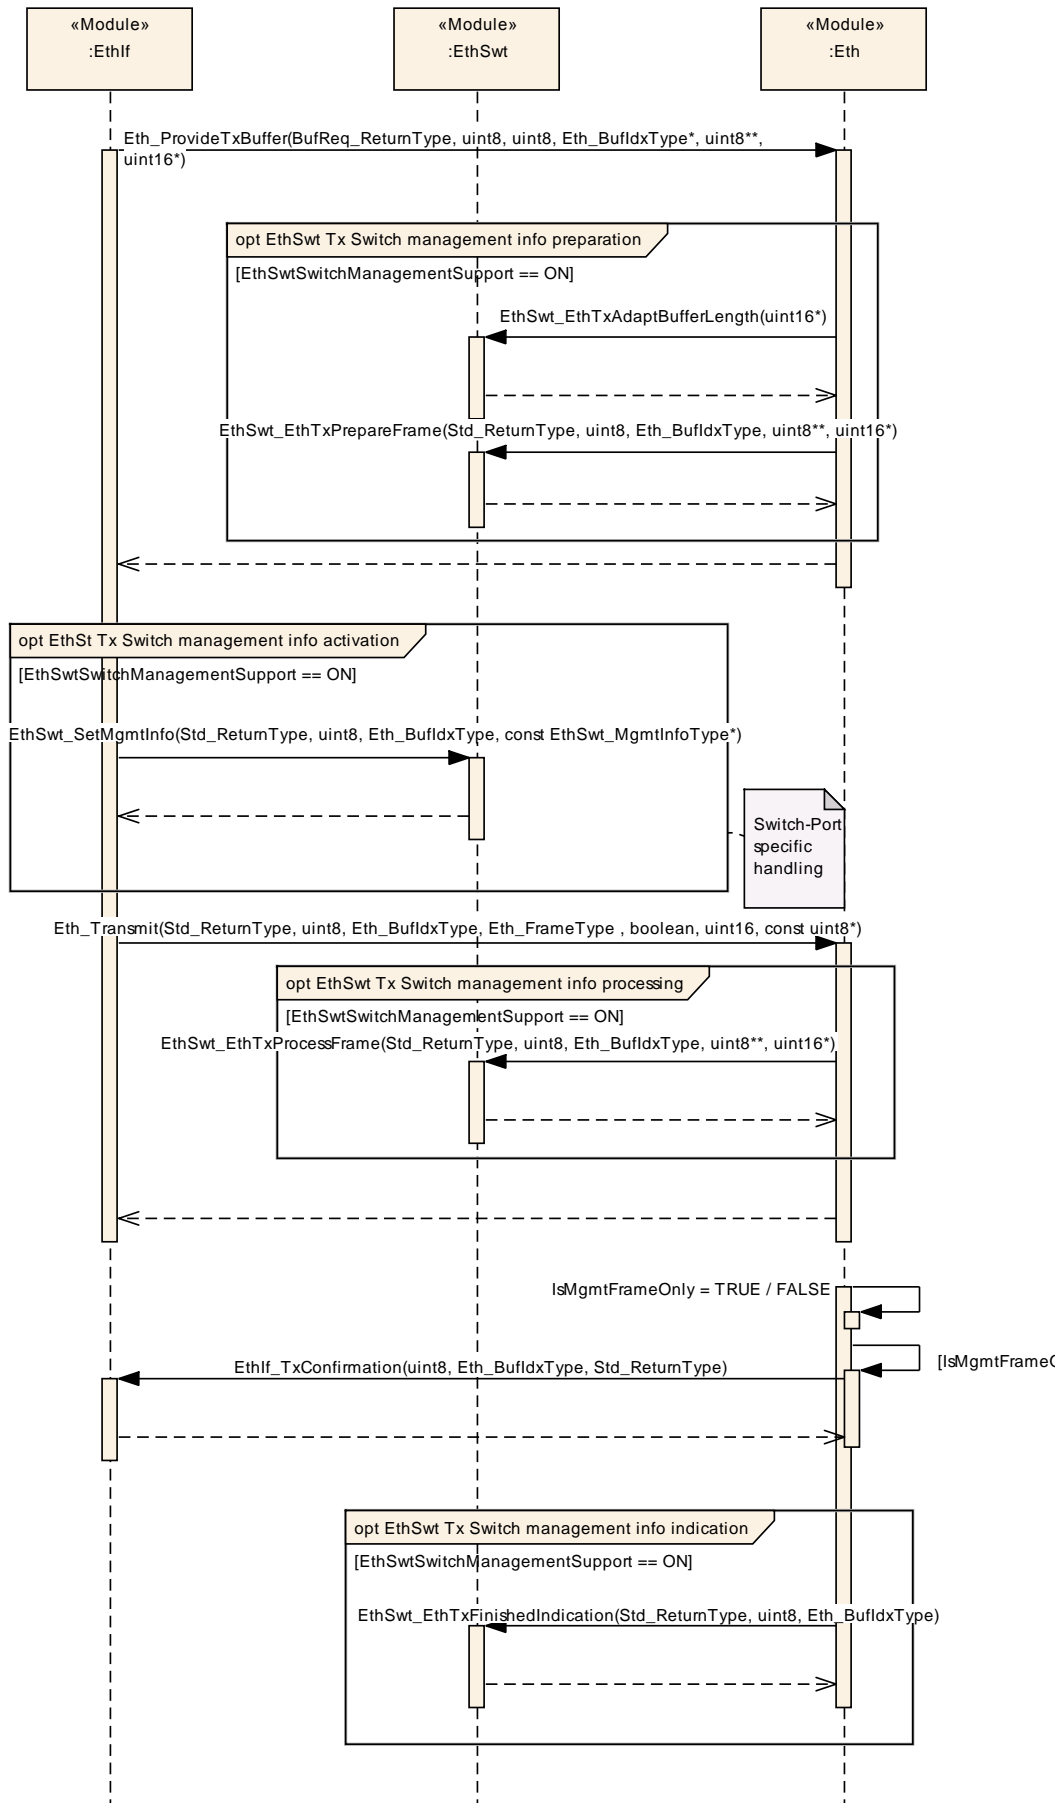 «Module»
:EthIf
«Module»
:EthSwt
«Module»
:Eth
Eth_ProvideTxBuffer(BufReq_ReturnType, uint8, uint8, Eth_BufIdxType*, uint8**,
uint16*)
opt EthSwt Tx Switch management info preparation
[EthSwtSwitchManagementSupport == ON]
EthSwt_EthTxAdaptBufferLength(uint16*)
EthSwt_EthTxPrepareFrame(Std_ReturnType, uint8, Eth_BufIdxType, uint8**, uint16*)
opt EthSt Tx Switch management info activation
[EthSwtSwitchManagementSupport == ON]
EthSwt_SetMgmtInfo(Std_ReturnType, uint8, Eth_BufIdxType, const EthSwt_MgmtInfoType*)
Switch-Port
specific
handling
Eth_Transmit(Std_ReturnType, uint8, Eth_BufIdxType, Eth_FrameType , boolean, uint16, const uint8*)
opt EthSwt Tx Switch management info processing
[EthSwtSwitchManagementSupport == ON]
EthSwt_EthTxProcessFrame(Std_ReturnType, uint8, Eth_BufIdxType, uint8**, uint16*)
IsMgmtFrameOnly = TRUE / FALSE
[IsMgmtFrameO
EthIf_TxConfirmation(uint8, Eth_BufIdxType, Std_ReturnType)
opt EthSwt Tx Switch management info indication
[EthSwtSwitchManagementSupport == ON]
EthSwt_EthTxFinishedIndication(Std_ReturnType, uint8, Eth_BufIdxType)